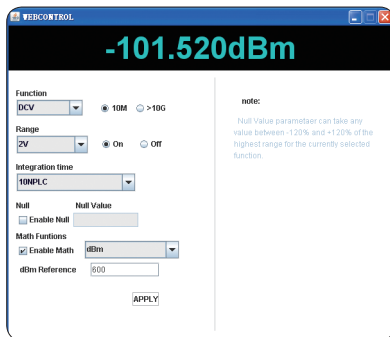 WEBCONTROL
-101.520dBm
Function
DCV 10M >10G
Range
2V On Off
Integration time
10NPLC
Null Null Value
Enable Null
Math Funtions
Enable Math dBm
dBm Reference 600
APPLY
note:
Null Value parametaer can take any
value between -120% and +120% of the
highest range for the currently selected
function.